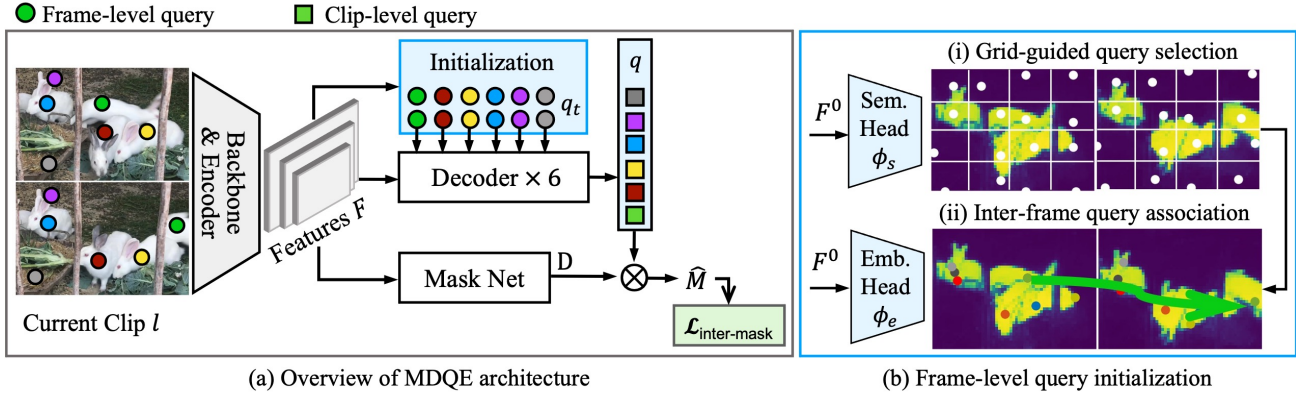 Frame-level query
Clip-level query
Initialization
q_t
q
Backbone
& Encoder
Decoder × 6
Features F
Mask Net
D
⊗
M̂
Current Clip l
ℒ_inter-mask
(a) Overview of MDQE architecture
(i) Grid-guided query selection
F^0
Sem.
Head
ϕ_s
(ii) Inter-frame query association
F^0
Emb.
Head
ϕ_e
(b) Frame-level query initialization